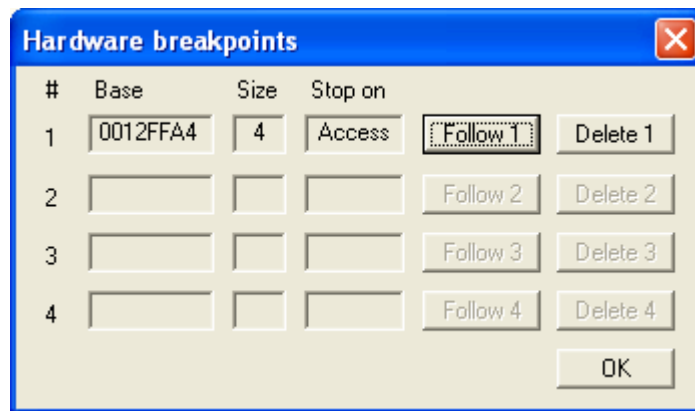 Hardware breakpoints
# Base Size Stop on
1 0012FFA4 4 Access Follow 1 Delete 1
2 Follow 2 Delete 2
3 Follow 3 Delete 3
4 Follow 4 Delete 4
OK